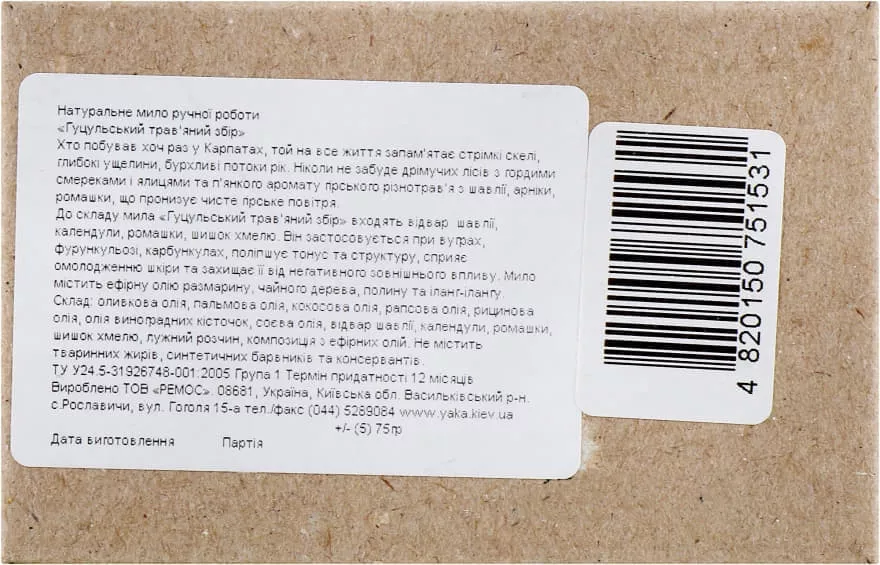 Натуральне мило ручної роботи
«Гуцульський трав'яний збір»
Хто побував хоч раз у Карпатах, той на все життя запам'ятає стрімкі скелі,
глибокі ущелини, бурхливі потоки рік. Ніколи не забуде дрімучих лісів з гордими
смереками і ялицями та п'янкого аромату гірського різнотрав'я з шавлії, арніки,
ромашки, що пронизує чисте гірське повітря.
До складу мила «Гуцульський трав'яний збір» входять відвар шавлії,
календули, ромашки, шишок хмелю. Він застосовується при вуграх,
фурункульозі, карбункулах, поліпшує тонус та структуру, сприяє
омолодженню шкіри та захищає її від негативного зовнішнього впливу. Мило
містить ефірну олію размарину, чайного дерева, полину та іланг-ілангу.
Склад: оливкова олія, пальмова олія, кокосова олія, рапсова олія, рицинова
олія, олія виноградних кісточок, соєва олія, відвар шавлії, календули, ромашки,
шишок хмелю, лужний розчин, композиція з ефірних олій. Не містить
тваринних жирів, синтетичних барвників та консервантів.
ТУ У24.5-31926748-001:2005 Група 1 Термін придатності 12 місяців
Вироблено ТОВ «РЕМОС». 08681, Україна, Київська обл. Васильківський р-н.
с.Рославичи, вул. Гоголя 15-а тел./факс (044) 5289084 www.yaka.kiev.ua
+/- (5) 75гр
Дата виготовлення Партія
4 820150 751531